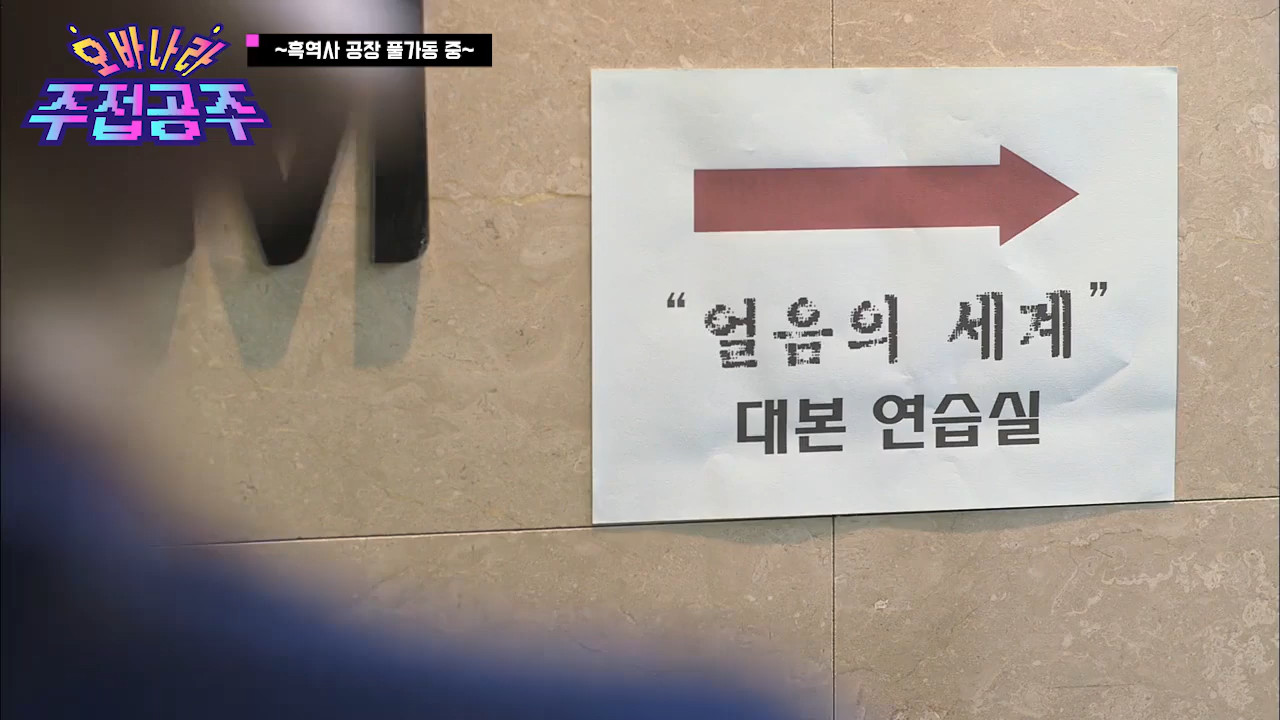 오바나라
주접공주
~흑역사 공장 풀가동 중~
“얼음의 세계”
대본 연습실